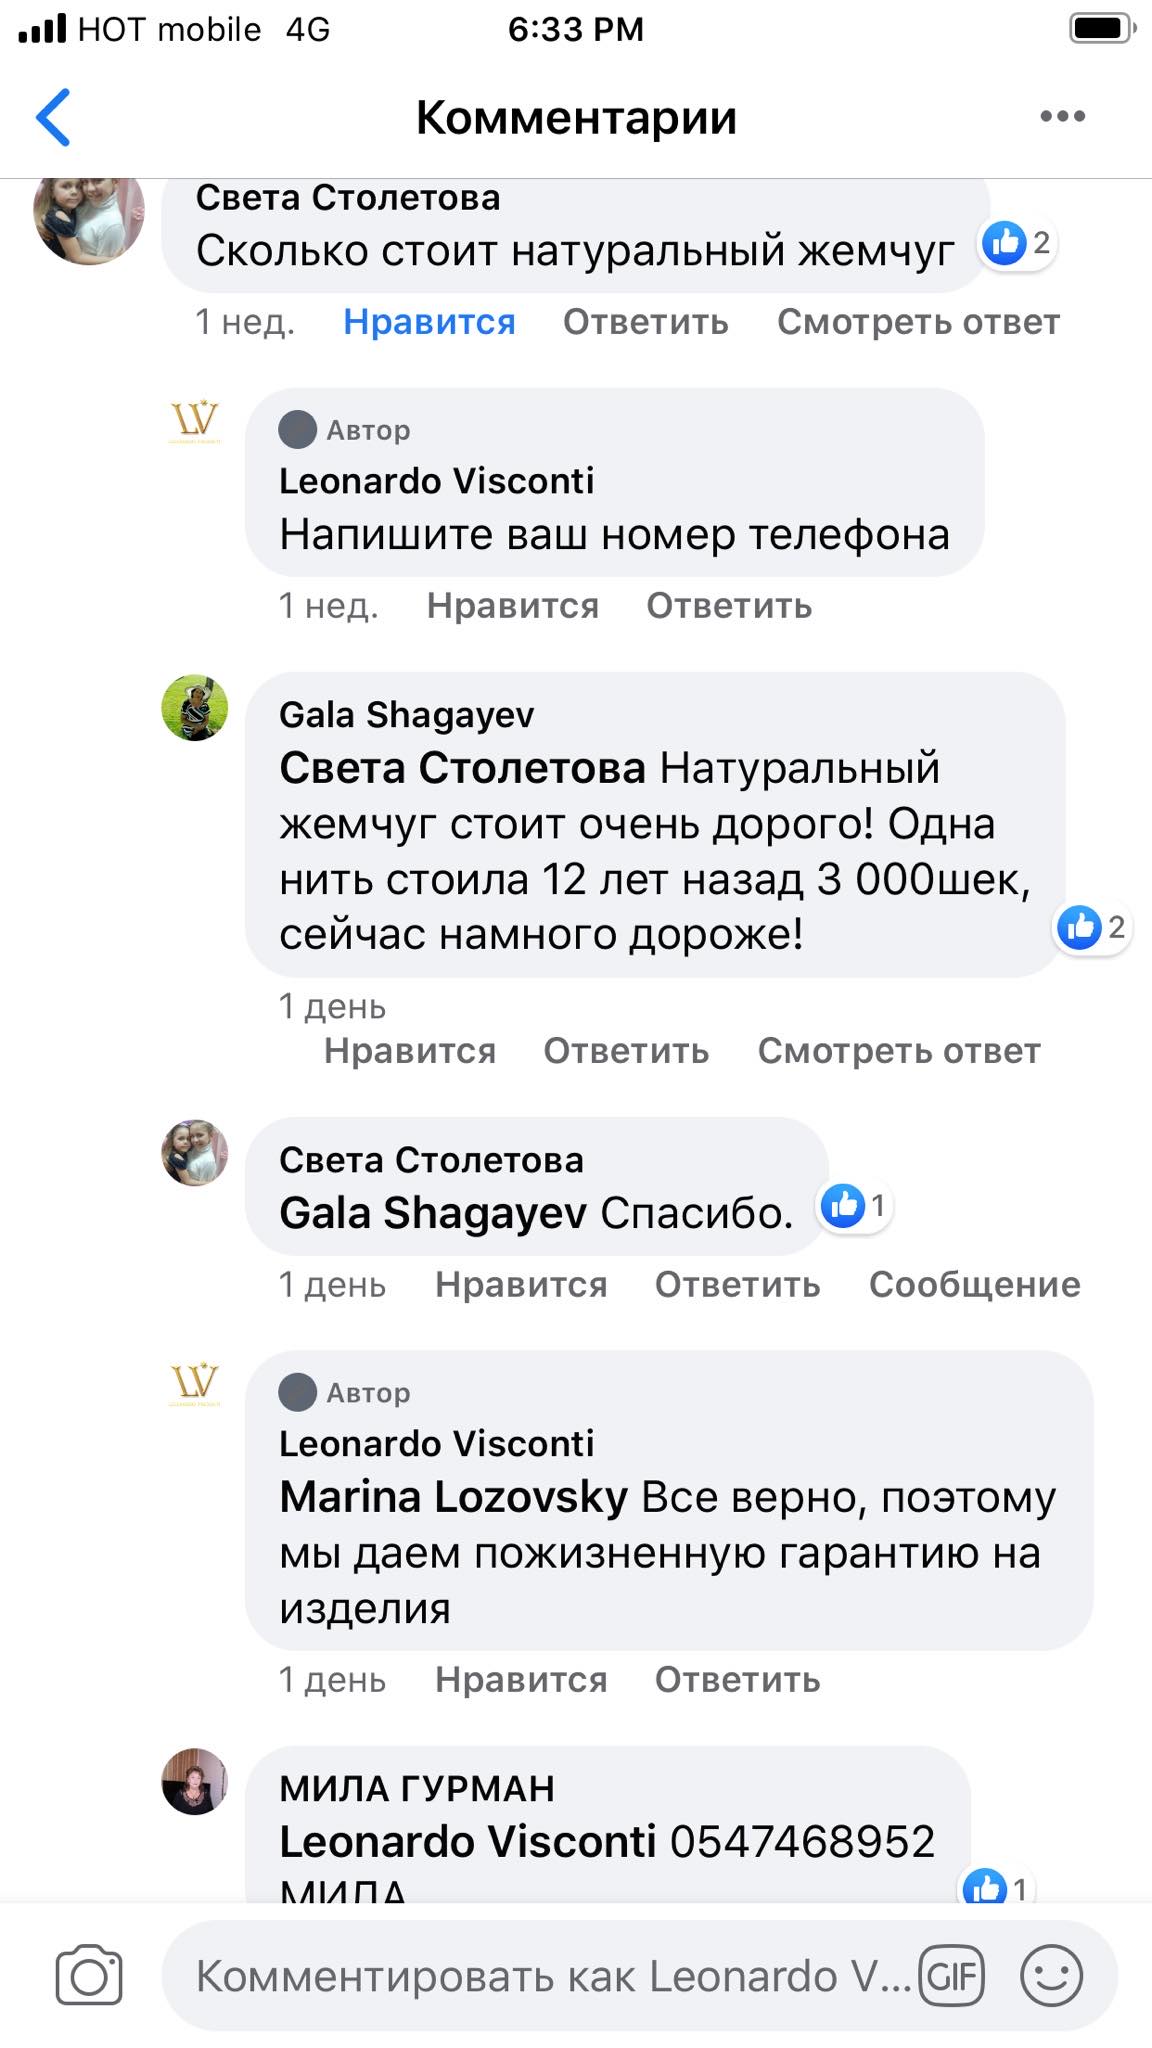 HOT mobile 4G 6:33 PM
Комментарии
Света Столетова
Сколько стоит натуральный жемчуг
2
1 нед. Нравится Ответить Смотреть ответ
LV
Автор
Leonardo Visconti
Напишите ваш номер телефона
1 нед. Нравится Ответить
Gala Shagayev
Света Столетова Натуральный
жемчуг стоит очень дорого! Одна
нить стоила 12 лет назад 3 000шек,
сейчас намного дороже!
2
1 день
Нравится Ответить Смотреть ответ
Света Столетова
Gala Shagayev Спасибо.
1
1 день Нравится Ответить Сообщение
LV
Автор
Leonardo Visconti
Marina Lozovsky Все верно, поэтому
мы даем пожизненную гарантию на
изделия
1 день Нравится Ответить
МИЛА ГУРМАН
Leonardo Visconti 0547468952
МИЛА
1
Комментировать как Leonardo V... GIF